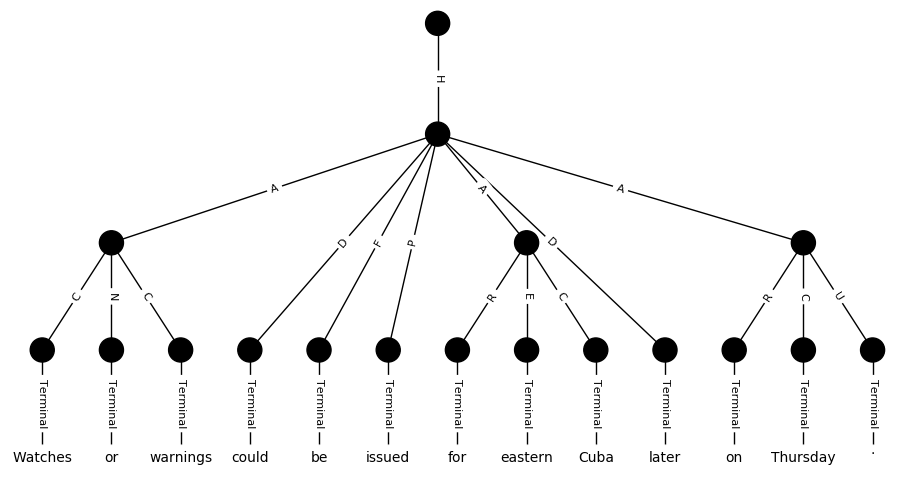 H
A D F P A D A
C N C R E C R C U
Terminal Terminal Terminal Terminal Terminal Terminal Terminal Terminal Terminal Terminal Terminal Terminal Terminal
Watches or warnings could be issued for eastern Cuba later on Thursday .